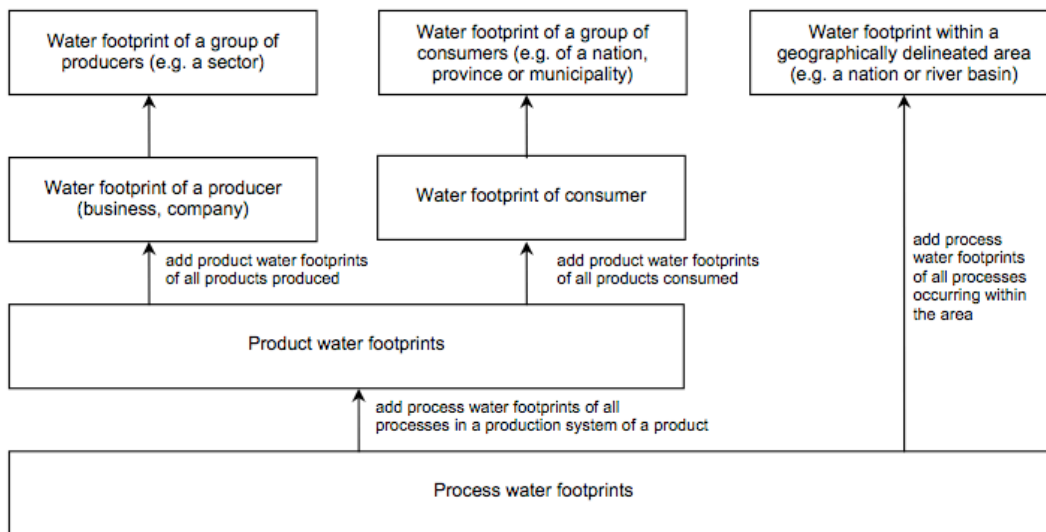 Water footprint of a group of
producers (e.g. a sector)
Water footprint of a group of
consumers (e.g. of a nation,
province or municipality)
Water footprint within a
geographically delineated area
(e.g. a nation or river basin)
Water footprint of a producer
(business, company)
Water footprint of consumer
add product water footprints
of all products produced
add product water footprints
of all products consumed
add process
water footprints
of all processes
occurring within
the area
Product water footprints
add process water footprints of all
processes in a production system of a product
Process water footprints